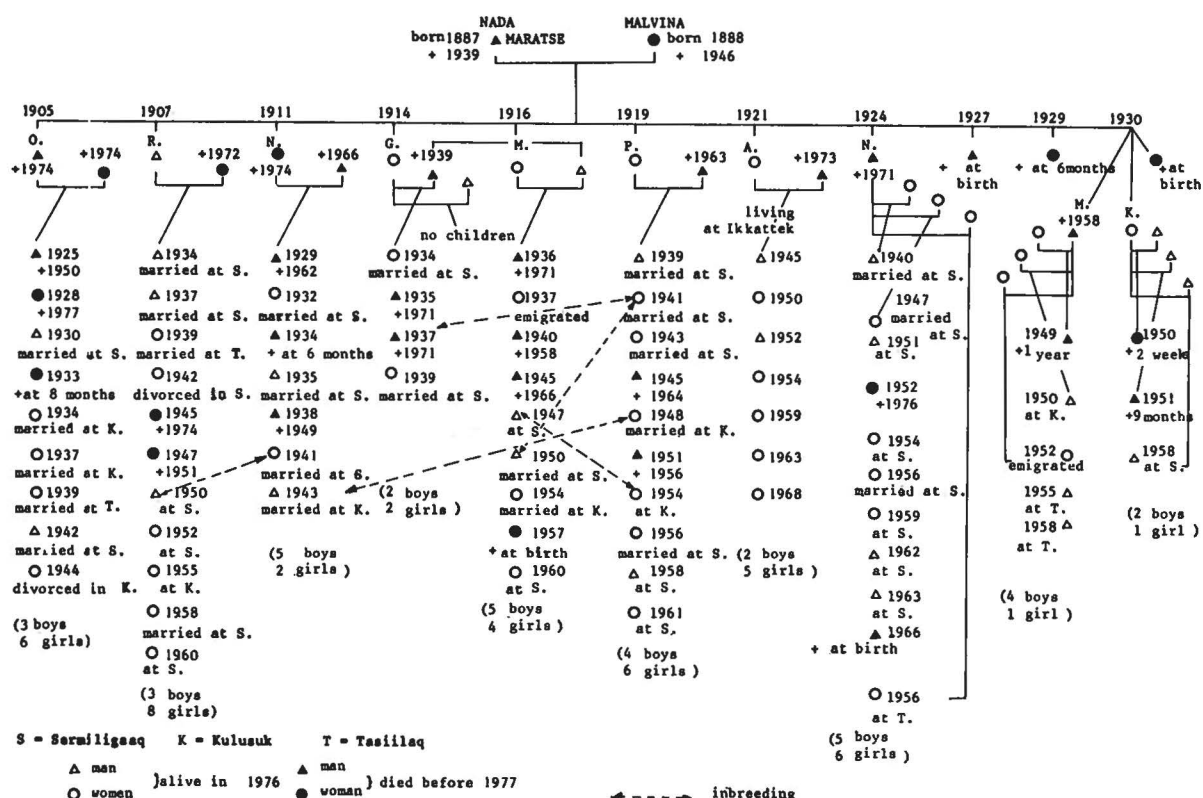 NADA
born 1887
MARATSE
+ 1939
MALVINA
born 1888
+ 1946
1905 1907 1911 1914 1916 1919 1921 1924 1927 1929 1930
O.
+1974
+1974
1925
+1950
1928
+1977
1930
married at S.
1933
+at 8 months
1934
married at K.
1937
married at K.
1939
married at T.
1942
married at S.
1944
divorced in K.
(3 boys
6 girls)
R.
+1972
1934
married at S.
1937
married at S.
1939
married at T.
1942
divorced in S.
1945
+1974
1947
+1951
1950
at S.
1952
at S.
1955
at K.
1958
married at S.
1960
at S.
(3 boys
8 girls)
N.
+1974
+1966
1929
+1962
1932
married at S.
1934
+ at 6 months
1935
married at S.
1938
+1949
1941
married at S.
1943
married at K.
(5 boys
2 girls)
G.
+1939
no children
1934
married at S.
1935
+1971
1937
+1971
1939
married at S.
(2 boys
2 girls)
M.
1936
+1971
1937
emigrated
1940
+1958
1945
+1966
1947
at S.
1950
married at S.
1954
married at K.
1957
+ at birth
1960
at S.
(5 boys
4 girls)
P.
+1963
1939
married at S.
1941
married at S.
1943
married at S.
1945
+ 1964
1948
married at K.
1951
+ 1956
1954
at K.
1956
married at S.
1958
at S.
1961
at S.
(4 boys
6 girls)
A.
+1973
living
at Ikkattek
1945
1950
1952
1954
1959
1963
1968
(2 boys
5 girls)
N.
+1971
1940
married at S.
1947
married
at S.
1951
at S.
1952
+1976
1954
at S.
1956
married at S.
1959
at S.
1962
at S.
1963
at S.
1966
+ at birth
1956
at T.
(5 boys
6 girls)
+ at
birth
+ at 6months
M.
+1958
1949
+1 year
1950
at K.
1952
emigrated
1955
at T.
1958
at T.
(4 boys
1 girl)
+at
birth
K.
1950
+2 weeks
1951
+9months
1958
at S.
(2 boys
1 girl)
S = Sermiligaaq K = Kulusuk T = Tasiilaq
man
women
}alive in 1976
man
woman
} died before 1977
inbreeding